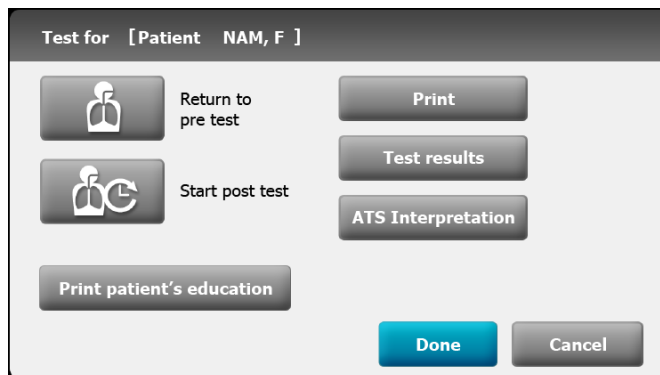 Test for [Patient NAM, F ]
Return to
pre test
Start post test
Print
Test results
ATS Interpretation
Print patient’s education
Done
Cancel